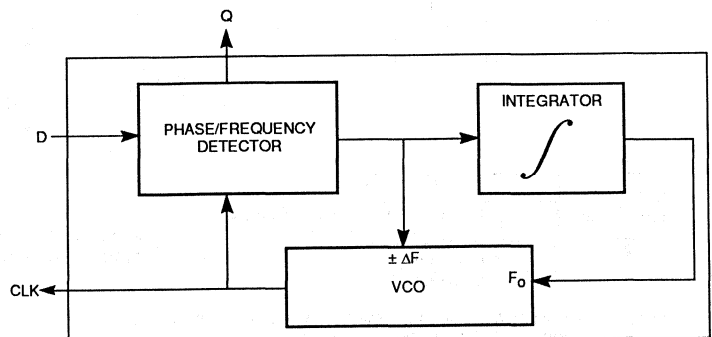 Q
D
PHASE/FREQUENCY
DETECTOR
INTEGRATOR
∫
± ΔF
VCO
F₀
CLK